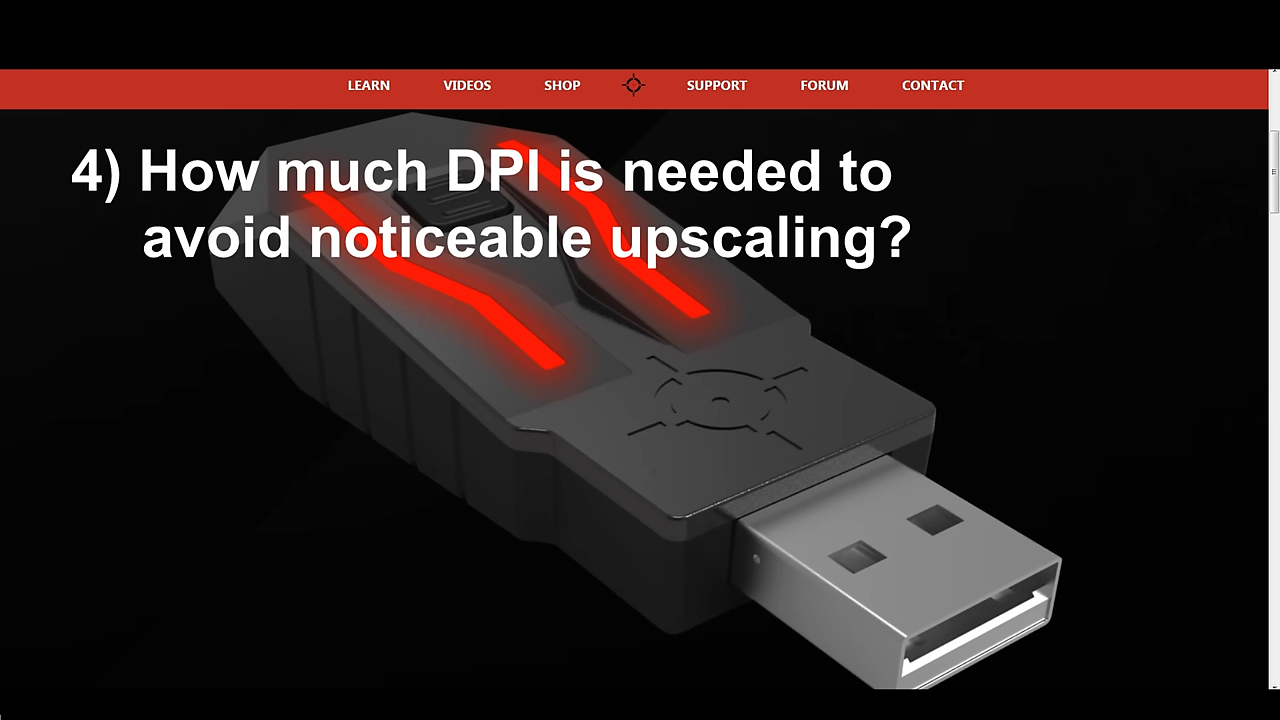 LEARN VIDEOS SHOP SUPPORT FORUM CONTACT
4) How much DPI is needed to
avoid noticeable upscaling?